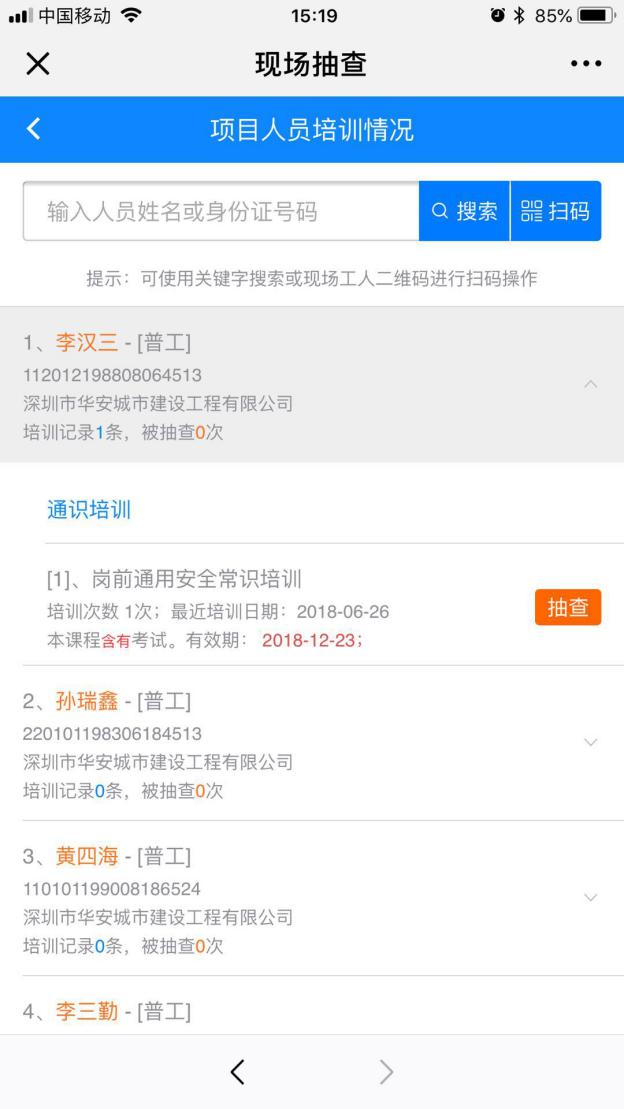 中国移动 15:19 85%
现场抽查
项目人员培训情况
输入人员姓名或身份证号码 搜索 扫码
提示：可使用关键字搜索或现场工人二维码进行扫码操作
1、李汉三 - [普工]
112012198808064513
深圳市华安城市建设工程有限公司
培训记录1条，被抽查0次
通识培训
[1]、岗前通用安全常识培训
培训次数 1次；最近培训日期：2018-06-26
抽查
本课程含有考试。有效期： 2018-12-23；
2、孙瑞鑫 - [普工]
220101198306184513
深圳市华安城市建设工程有限公司
培训记录0条，被抽查0次
3、黄四海 - [普工]
110101199008186524
深圳市华安城市建设工程有限公司
培训记录0条，被抽查0次
4、李三勤 - [普工]